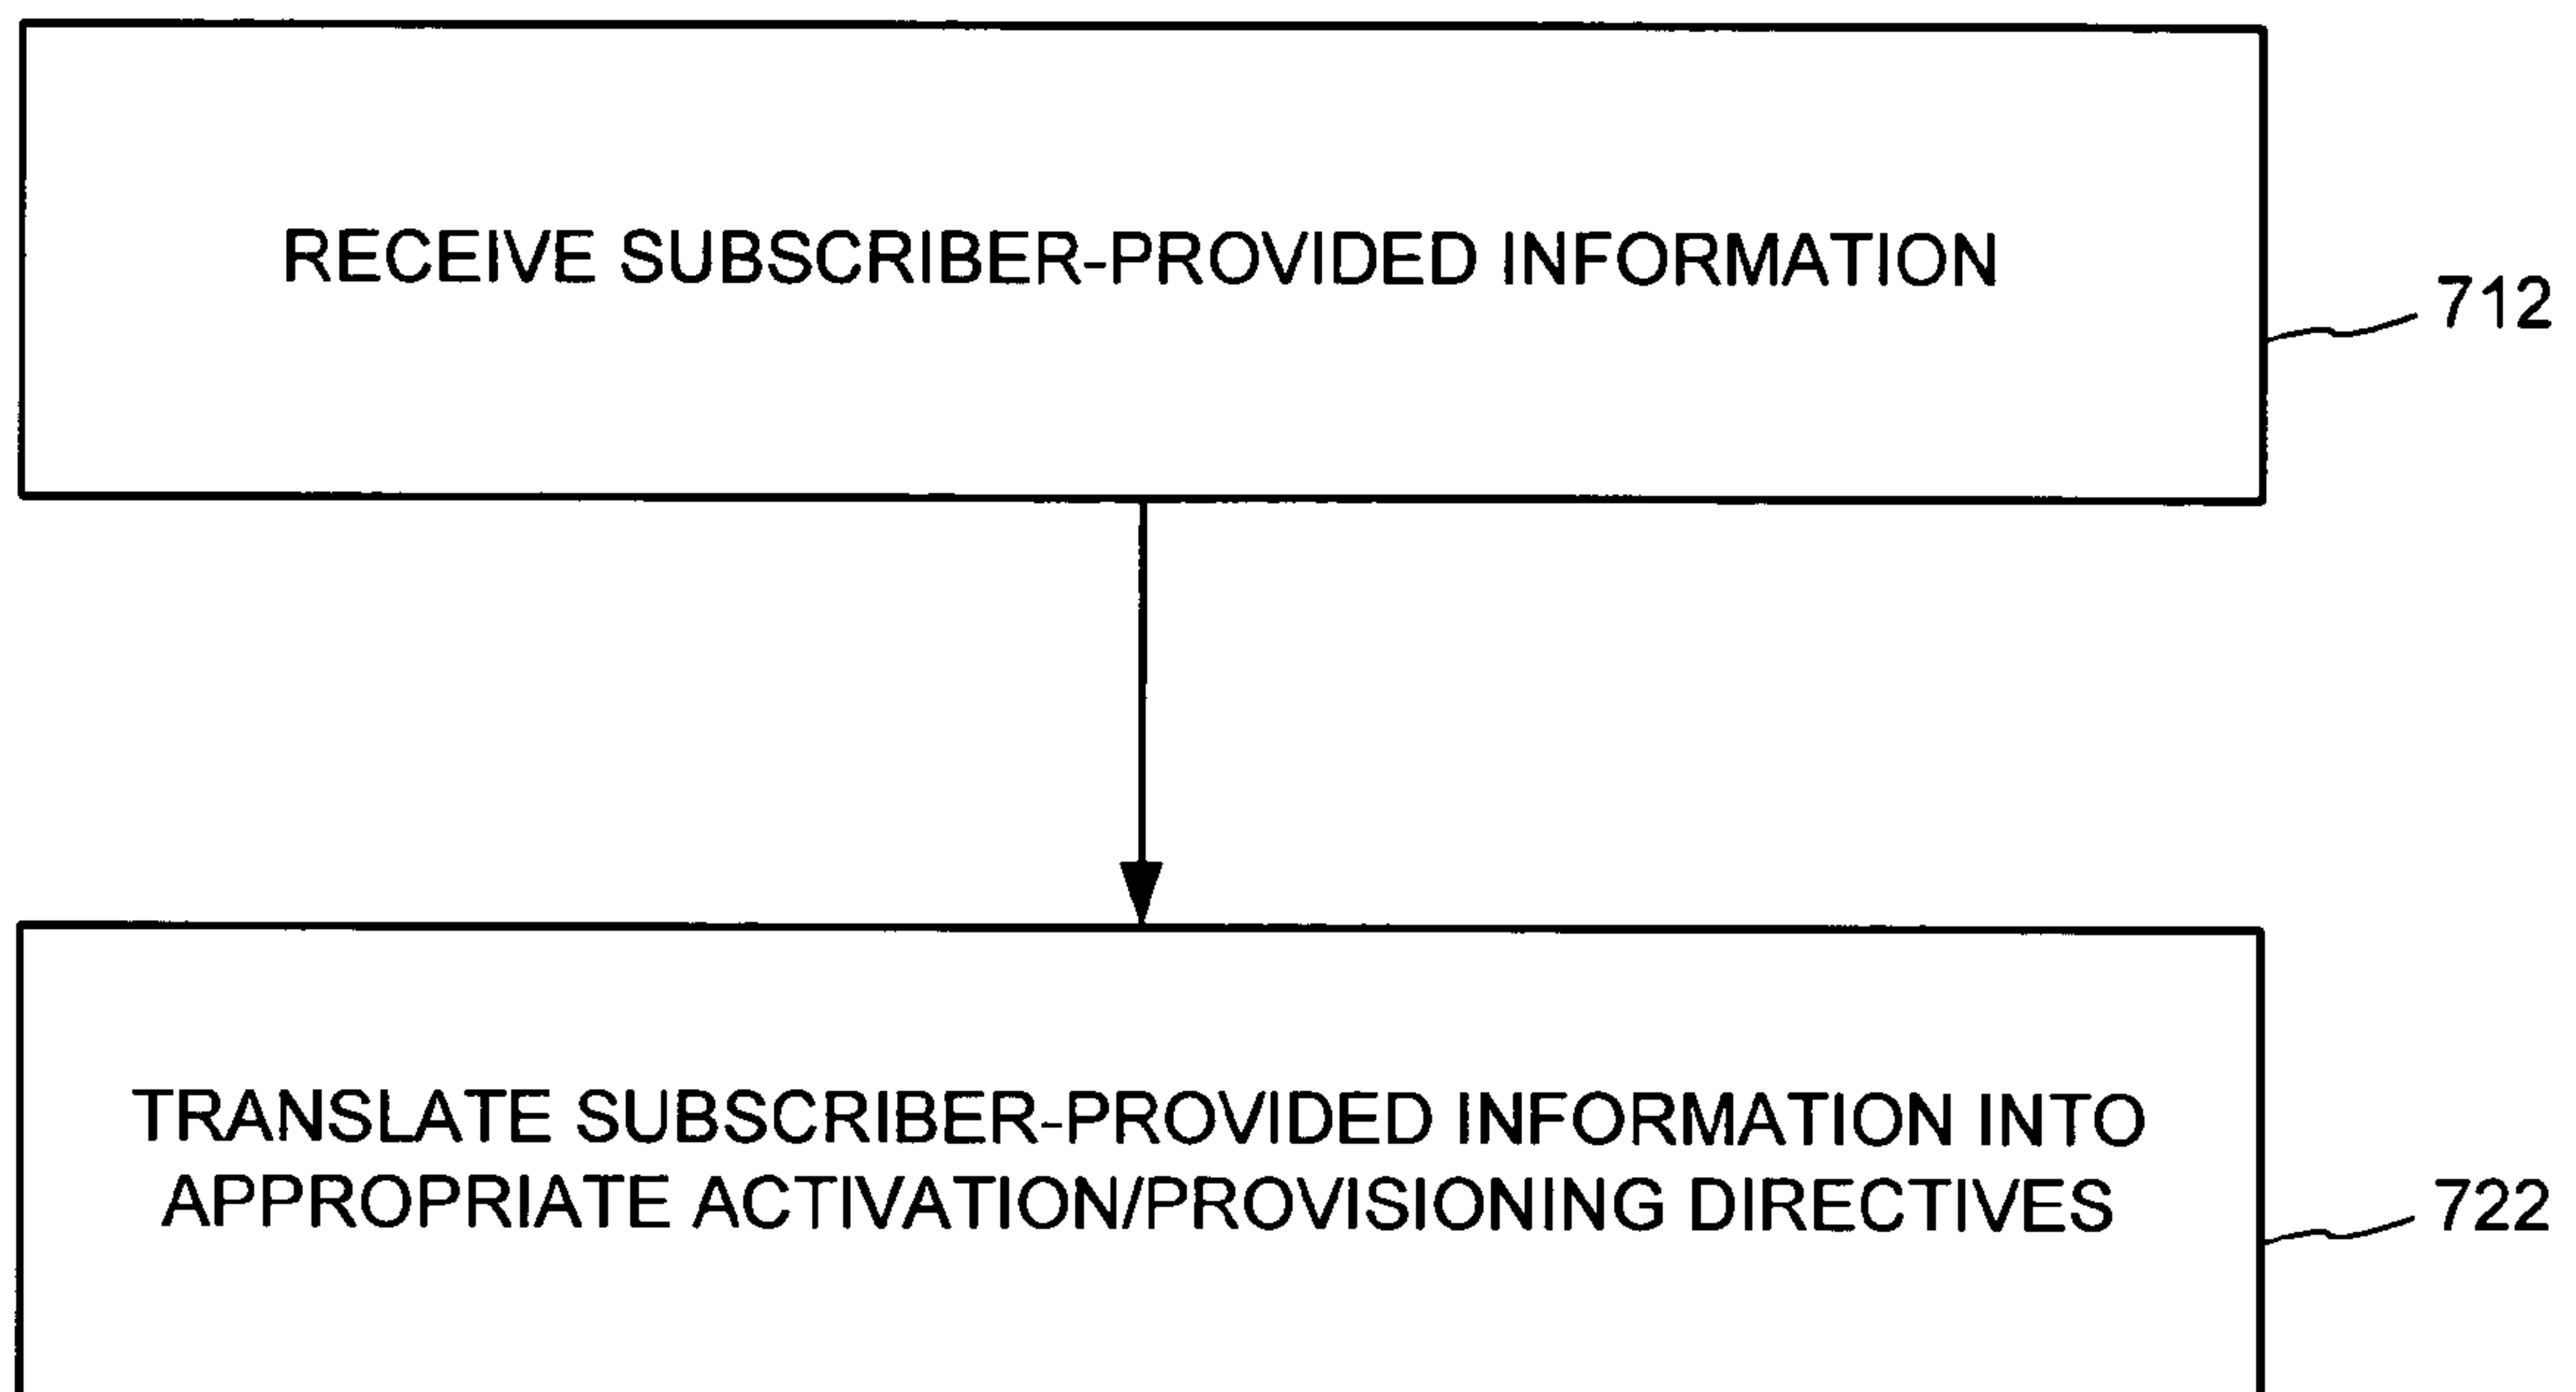 RECEIVE SUBSCRIBER-PROVIDED INFORMATION
712
TRANSLATE SUBSCRIBER-PROVIDED INFORMATION INTO
APPROPRIATE ACTIVATION/PROVISIONING DIRECTIVES
722